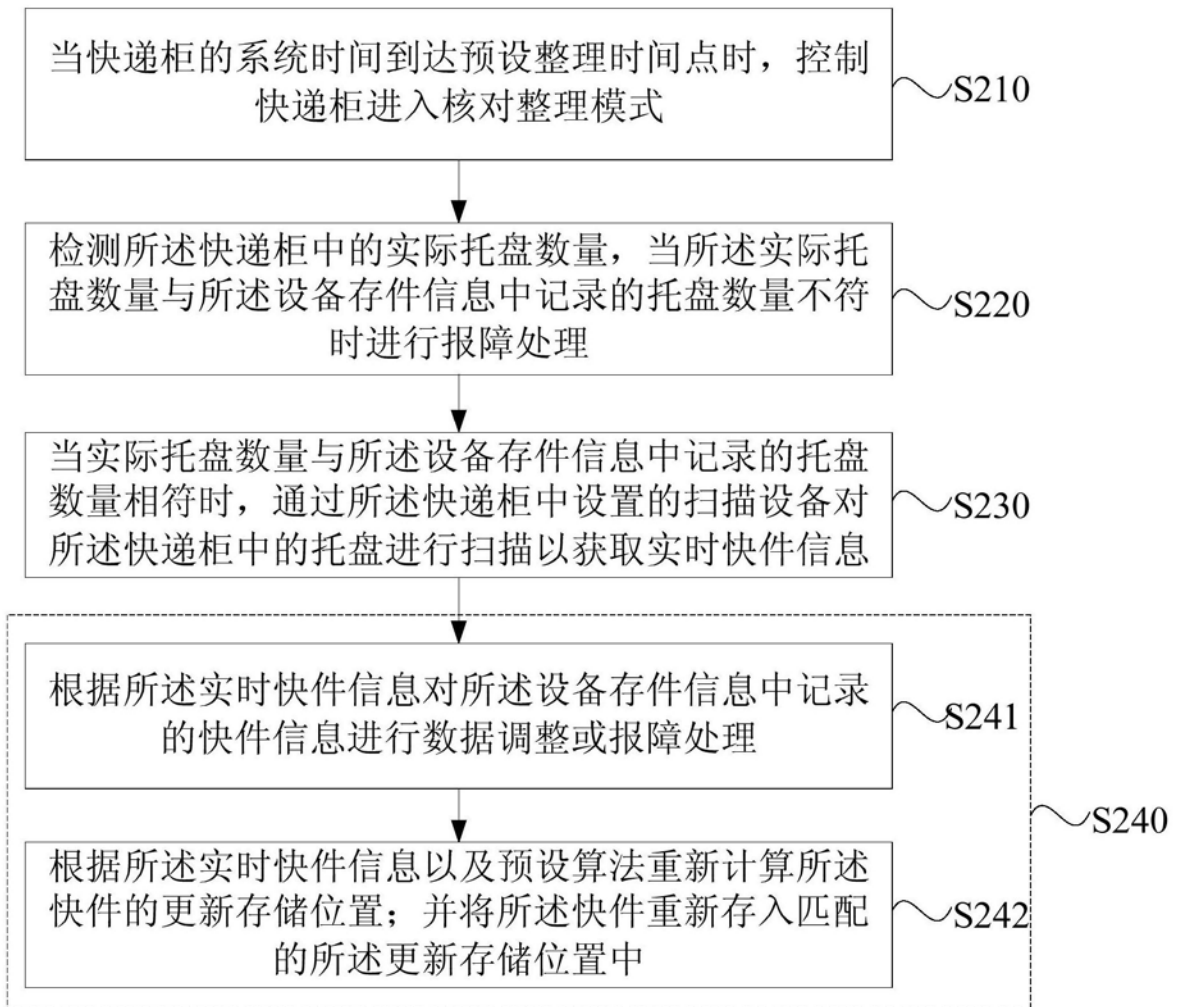 当快递柜的系统时间到达预设整理时间点时，控制
快递柜进入核对整理模式
S210
检测所述快递柜中的实际托盘数量，当所述实际托
盘数量与所述设备存件信息中记录的托盘数量不符
时进行报障处理
S220
当实际托盘数量与所述设备存件信息中记录的托盘
数量相符时，通过所述快递柜中设置的扫描设备对
所述快递柜中的托盘进行扫描以获取实时快件信息
S230
根据所述实时快件信息对所述设备存件信息中记录
的快件信息进行数据调整或报障处理
S241
S240
根据所述实时快件信息以及预设算法重新计算所述
快件的更新存储位置；并将所述快件重新存入匹配
的所述更新存储位置中
S242